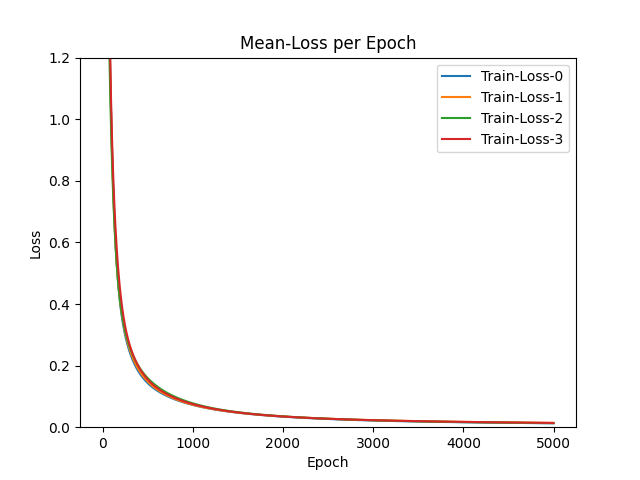 Mean-Loss per Epoch
1.2
1.0
0.8
0.6
0.4
0.2
0.0
Loss
Train-Loss-0
Train-Loss-1
Train-Loss-2
Train-Loss-3
0 1000 2000 3000 4000 5000
Epoch